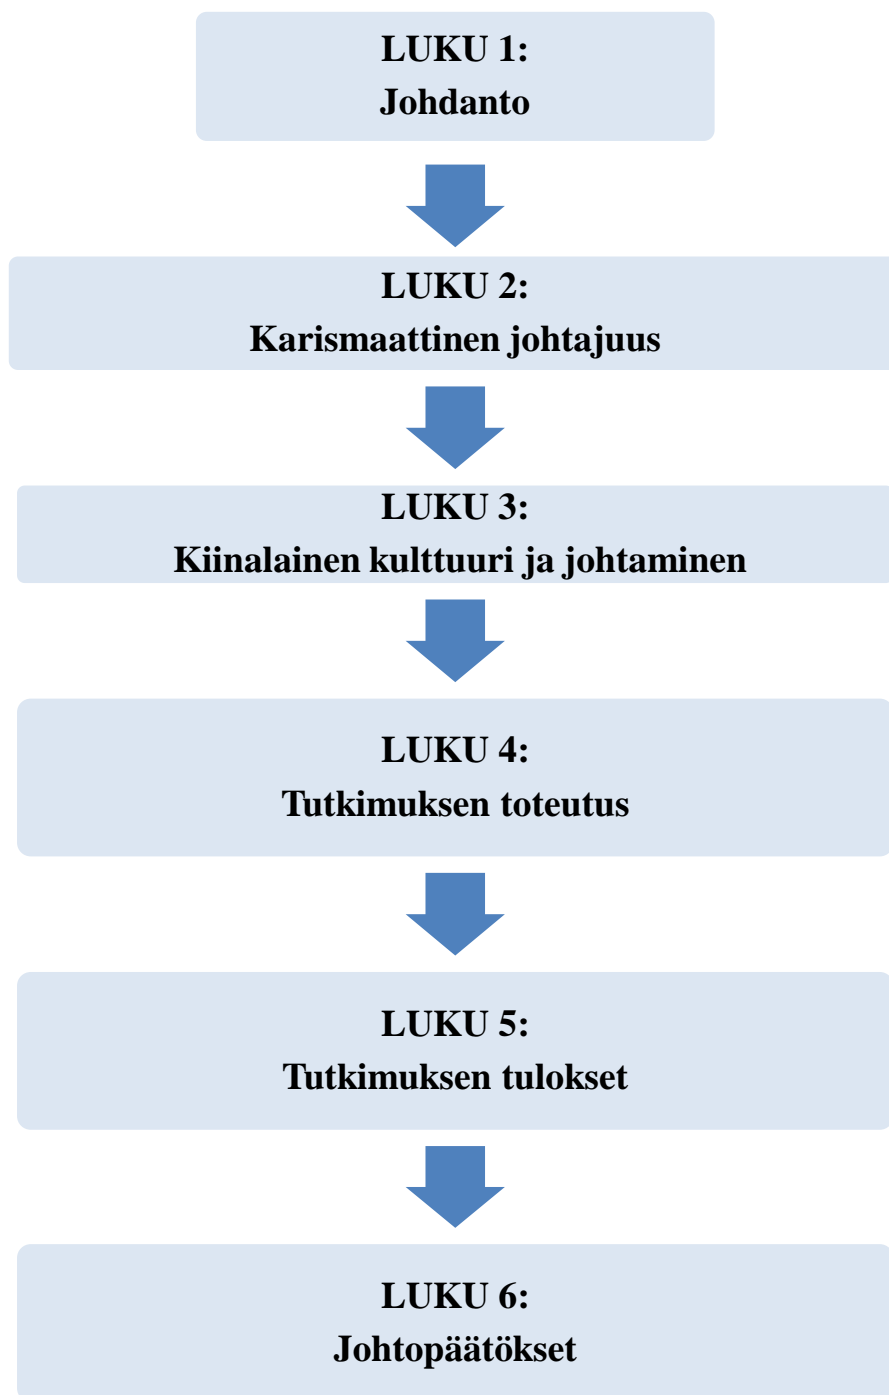 LUKU 1:
Johdanto
LUKU 2:
Karismaattinen johtajuus
LUKU 3:
Kiinalainen kulttuuri ja johtaminen
LUKU 4:
Tutkimuksen toteutus
LUKU 5:
Tutkimuksen tulokset
LUKU 6:
Johtopäätökset